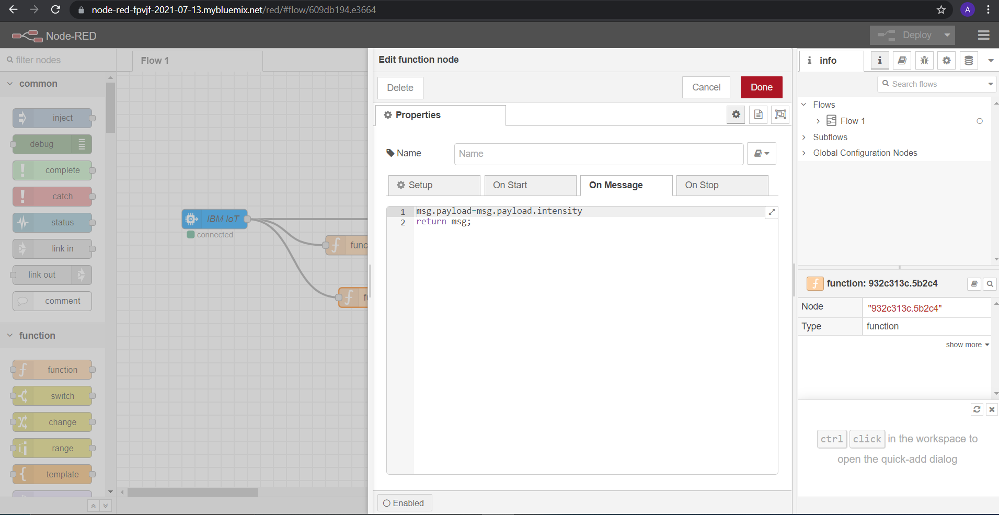 node-red-fpvjf-2021-07-13.mybluemix.net/red/#flow/609db194.e3664
A
Node-RED
Deploy
filter nodes
common
inject
debug
complete
catch
status
link in
link out
comment
function
function
switch
change
range
template
Flow 1
IBM IoT
connected
func
Edit function node
Delete
Cancel
Done
Properties
Name
Name
Setup
On Start
On Message
On Stop
1 msg.payload=msg.payload.intensity
2 return msg;
Enabled
info
Search flows
Flows
Flow 1
Subflows
Global Configuration Nodes
function: 932c313c.5b2c4
Node "932c313c.5b2c4"
Type function
show more
ctrl click in the workspace to
open the quick-add dialog